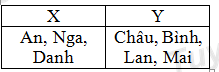 X Y
An, Nga, Châu, Bình,
Danh Lan, Mai